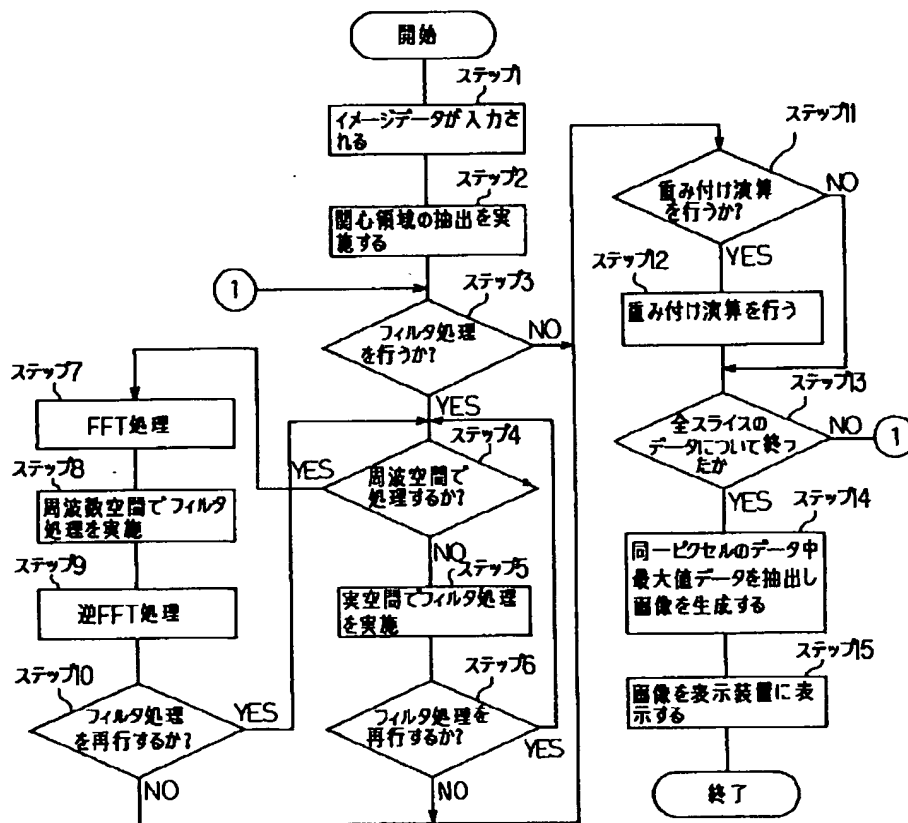 開始
ステップ1
イメージデータが入力さ
れる
ステップ2
関心領域の抽出を実
施する
1
ステップ3
フィルタ処理
を行うか?
NO
YES
ステップ4
周波空間で
処理するか?
YES
NO
ステップ5
実空間でフィルタ処理
を実施
ステップ6
フィルタ処理を
再行するか?
YES
NO
ステップ7
FFT処理
ステップ8
周波数空間でフィルタ
処理を実施
ステップ9
逆FFT処理
ステップ10
フィルタ処理
を再行するか?
YES
NO
ステップ11
重み付け演算
を行うか?
NO
YES
ステップ12
重み付け演算を行う
ステップ13
全スライスの
データについて終っ
たか
NO
1
YES
ステップ14
同一ピクセルのデータ中
最大値データを抽出し
画像を生成する
ステップ15
画像を表示装置に表
示する
終了